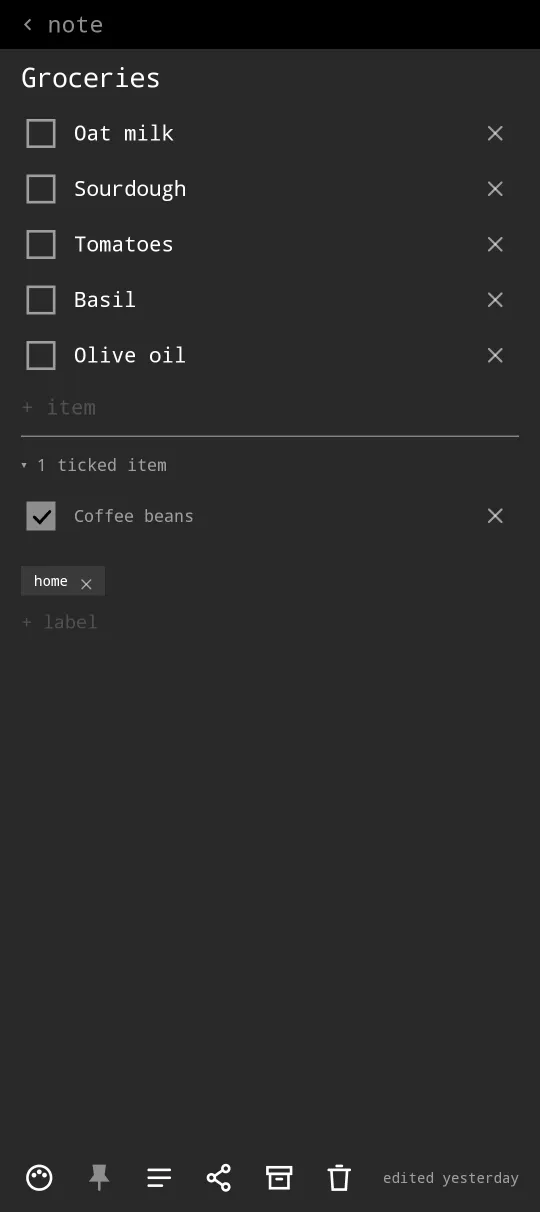 note
Groceries
Oat milk
Sourdough
Tomatoes
Basil
Olive oil
+ item
1 ticked item
Coffee beans
home
+ label
edited yesterday